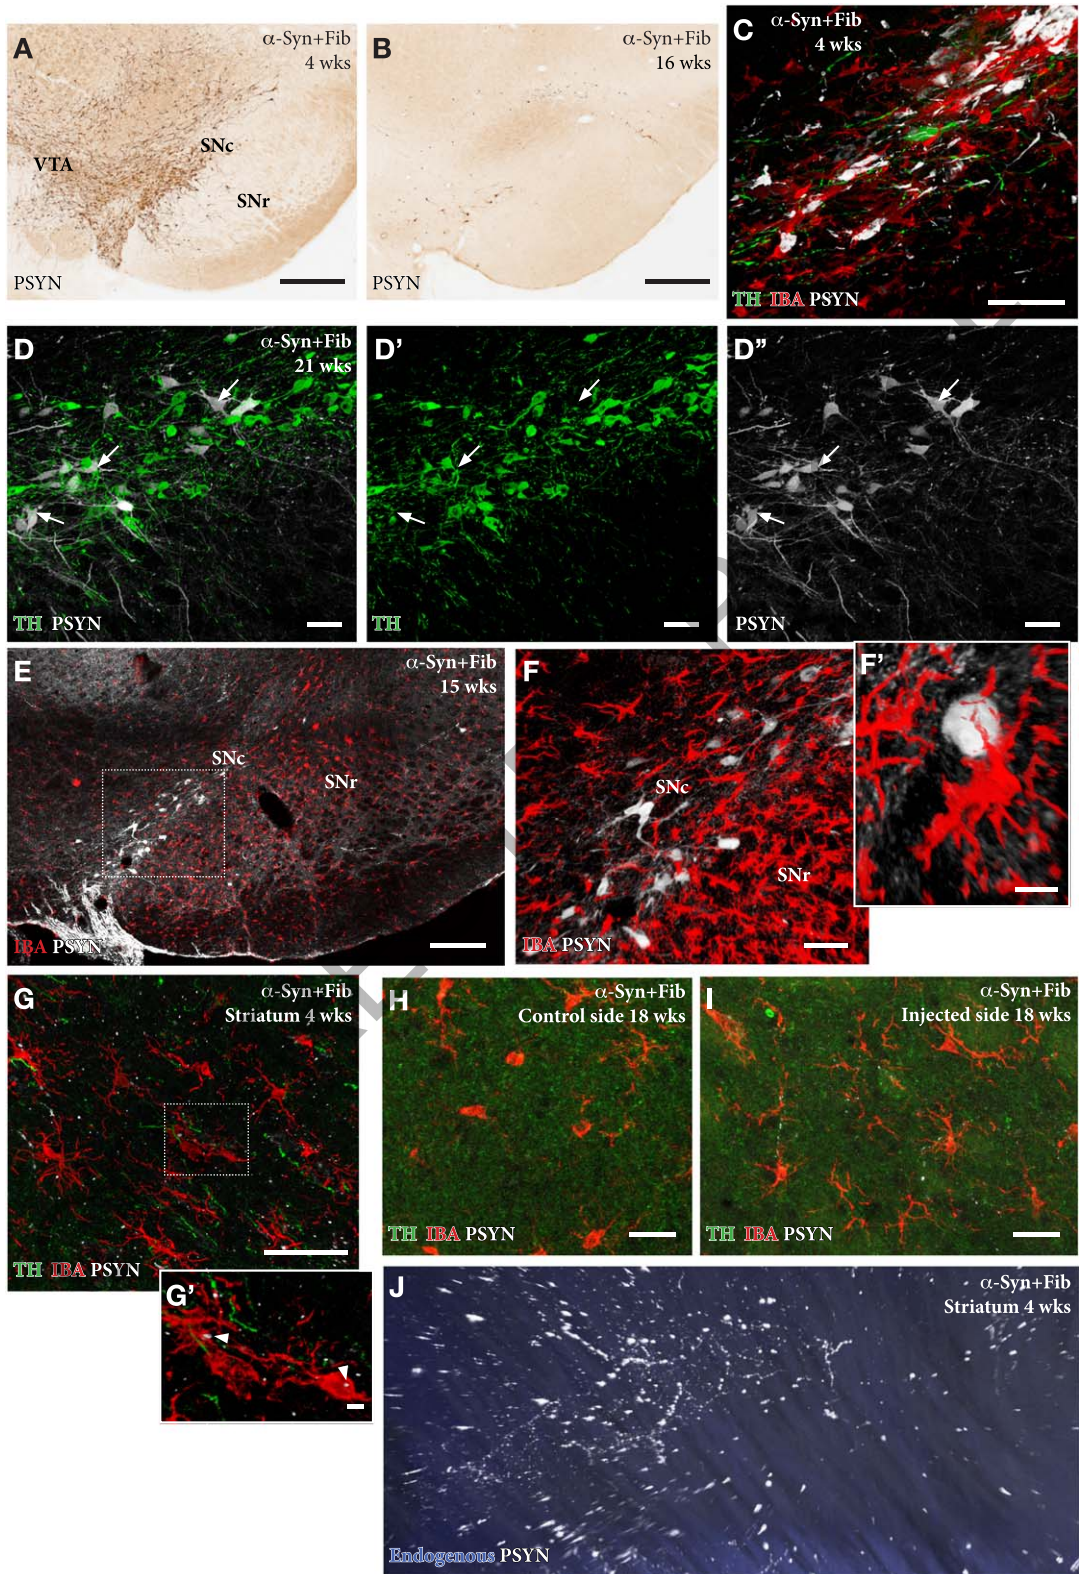 A
α-Syn+Fib
4 wks
VTA
SNc
SNr
PSYN
B
α-Syn+Fib
16 wks
C
α-Syn+Fib
4 wks
TH IBA PSYN
D
α-Syn+Fib
21 wks
TH PSYN
D'
TH
D"
PSYN
E
α-Syn+Fib
15 wks
SNc
SNr
IBA PSYN
F
SNc
SNr
IBA PSYN
F'
G
α-Syn+Fib
Striatum 4 wks
TH IBA PSYN
G'
H
α-Syn+Fib
Control side 18 wks
TH IBA PSYN
I
α-Syn+Fib
Injected side 18 wks
TH IBA PSYN
J
α-Syn+Fib
Striatum 4 wks
Endogenous PSYN